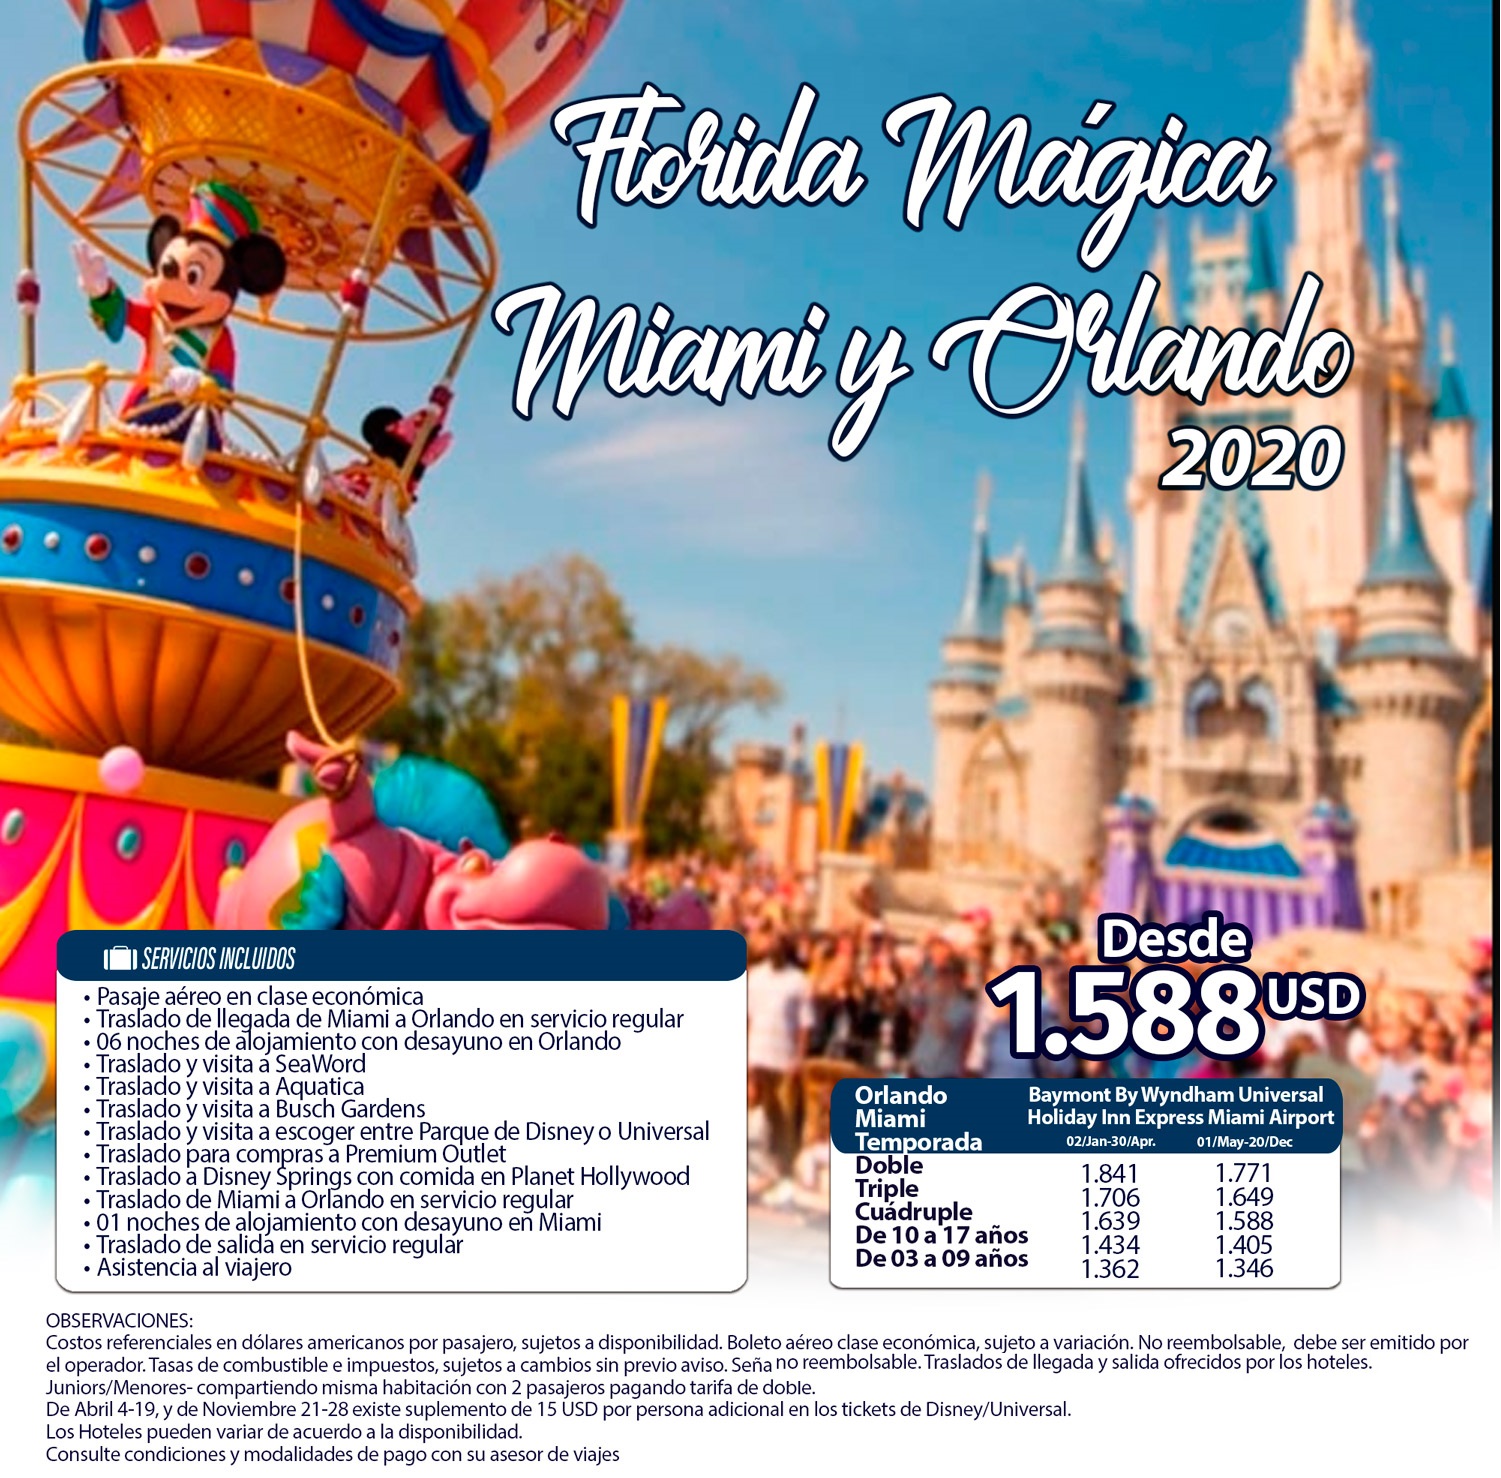 Florida Mágica
Miami y Orlando
2020
SERVICIOS INCLUIDOS
• Pasaje aéreo en clase económica
• Traslado de llegada de Miami a Orlando en servicio regular
• 06 noches de alojamiento con desayuno en Orlando
• Traslado y visita a SeaWord
• Traslado y visita a Aquatica
• Traslado y visita a Busch Gardens
• Traslado y visita a escoger entre Parque de Disney o Universal
• Traslado para compras a Premium Outlet
• Traslado a Disney Springs con comida en Planet Hollywood
• Traslado de Miami a Orlando en servicio regular
• 01 noches de alojamiento con desayuno en Miami
• Traslado de salida en servicio regular
• Asistencia al viajero
Desde
1.588 USD
Orlando Baymont By Wyndham Universal
Miami Holiday Inn Express Miami Airport
Temporada 02/Jan-30/Apr. 01/May-20/Dec
Doble 1.841 1.771
Triple 1.706 1.649
Cuádruple 1.639 1.588
De 10 a 17 años 1.434 1.405
De 03 a 09 años 1.362 1.346
OBSERVACIONES:
Costos referenciales en dólares americanos por pasajero, sujetos a disponibilidad. Boleto aéreo clase económica, sujeto a variación. No reembolsable, debe ser emitido por
el operador. Tasas de combustible e impuestos, sujetos a cambios sin previo aviso. Seña no reembolsable. Traslados de llegada y salida ofrecidos por los hoteles.
Juniors/Menores- compartiendo misma habitación con 2 pasajeros pagando tarifa de doble.
De Abril 4-19, y de Noviembre 21-28 existe suplemento de 15 USD por persona adicional en los tickets de Disney/Universal.
Los Hoteles pueden variar de acuerdo a la disponibilidad.
Consulte condiciones y modalidades de pago con su asesor de viajes